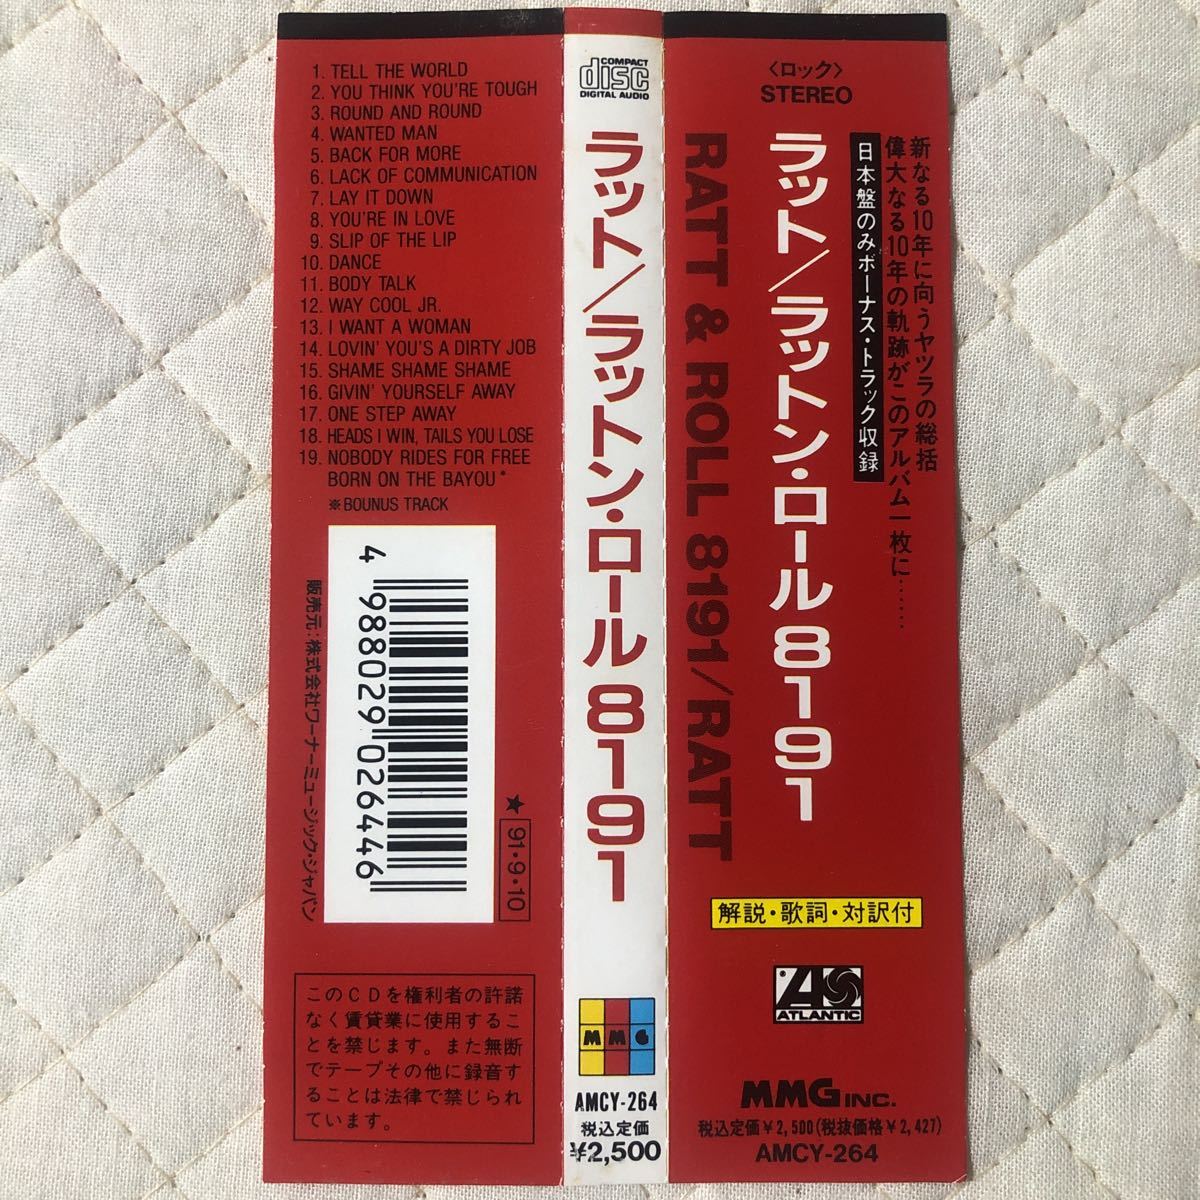 1. TELL THE WORLD
2. YOU THINK YOU'RE TOUGH
3. ROUND AND ROUND
4. WANTED MAN
5. BACK FOR MORE
6. LACK OF COMMUNICATION
7. LAY IT DOWN
8. YOU'RE IN LOVE
9. SLIP OF THE LIP
10. DANCE
11. BODY TALK
12. WAY COOL JR.
13. I WANT A WOMAN
14. LOVIN' YOU'S A DIRTY JOB
15. SHAME SHAME SHAME
16. GIVIN' YOURSELF AWAY
17. ONE STEP AWAY
18. HEADS I WIN, TAILS YOU LOSE
19. NOBODY RIDES FOR FREE
BORN ON THE BAYOU*
※BOUNUS TRACK
4 988029 026446
★ 91・9・10
販売元：株式会社ワーナーミュージック・ジャパン
このCDを権利者の許諾
なく賃貸業に使用するこ
とを禁じます。また無断
でテープその他に録音す
ることは法律で禁じられ
ています。
COMPACT
disc
DIGITAL AUDIO
ラット/ラットン・ロール 8191
MMG
AMCY-264
税込定価
¥2,500
〈ロック〉
STEREO
新なる10年に向うヤツラの総括
偉大なる10年の軌跡がこのアルバム一枚に……
日本盤のみボーナス・トラック収録
ラット/ラットン・ロール 8191
RATT & ROLL 8191/RATT
解説・歌詞・対訳付
ATLANTIC
MMG INC.
税込定価¥2,500(税抜価格¥2,427)
AMCY-264